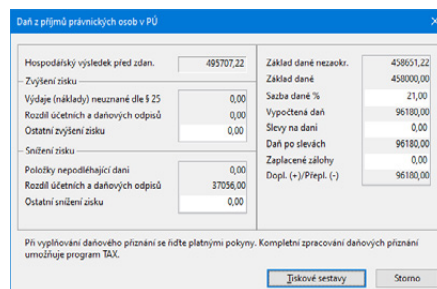 Daň z příjmů právnických osob v PÚ
Hospodářský výsledek před zdan. 495707,22
Zvýšení zisku
Výdaje (náklady) neuznané dle § 25 0,00
Rozdíl účetních a daňových odpisů 0,00
Ostatní zvýšení zisku 0,00
Snížení zisku
Položky nepodléhající dani 0,00
Rozdíl účetních a daňových odpisů 37056,00
Ostatní snížení zisku 0,00
Základ daně nezaokr. 458651,22
Základ daně 458000,00
Sazba daně % 21,00
Vypočtená daň 96180,00
Slevy na dani 0,00
Daň po slevách 96180,00
Zaplacené zálohy 0,00
Dopl. (+)/Přepl. (-) 96180,00
Při vyplňování daňového přiznání se řiďte platnými pokyny. Kompletní zpracování daňových přiznání
umožňuje program TAX.
Tiskové sestavy Storno